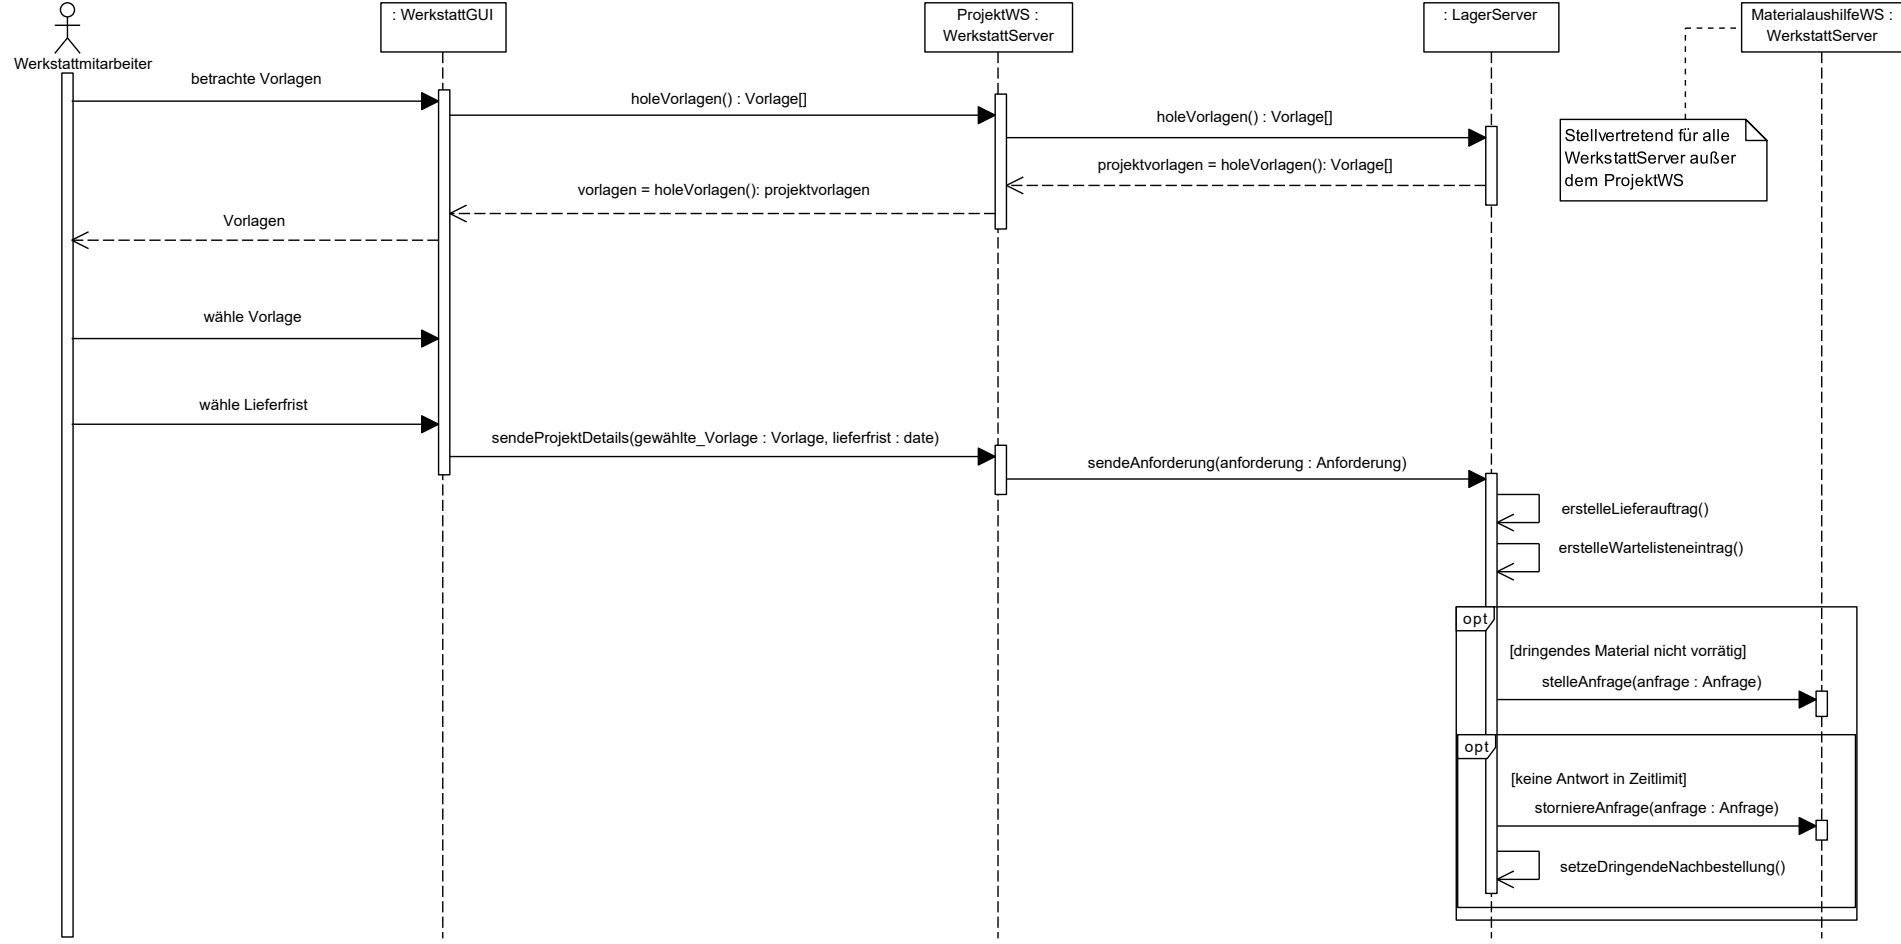 : WerkstattGUI
ProjektWS :
WerkstattServer
: LagerServer
MaterialaushilfeWS :
WerkstattServer
Werkstattmitarbeiter
betrachte Vorlagen
holeVorlagen() : Vorlage[]
holeVorlagen() : Vorlage[]
Stellvertretend für alle
WerkstattServer außer
dem ProjektWS
projektvorlagen = holeVorlagen(): Vorlage[]
vorlagen = holeVorlagen(): projektvorlagen
Vorlagen
wähle Vorlage
wähle Lieferfrist
sendeProjektDetails(gewählte_Vorlage : Vorlage, lieferfrist : date)
sendeAnforderung(anforderung : Anforderung)
erstelleLieferauftrag()
erstelleWartelisteneintrag()
opt
[dringendes Material nicht vorrätig]
stelleAnfrage(anfrage : Anfrage)
opt
[keine Antwort in Zeitlimit]
storniereAnfrage(anfrage : Anfrage)
setzeDringendeNachbestellung()